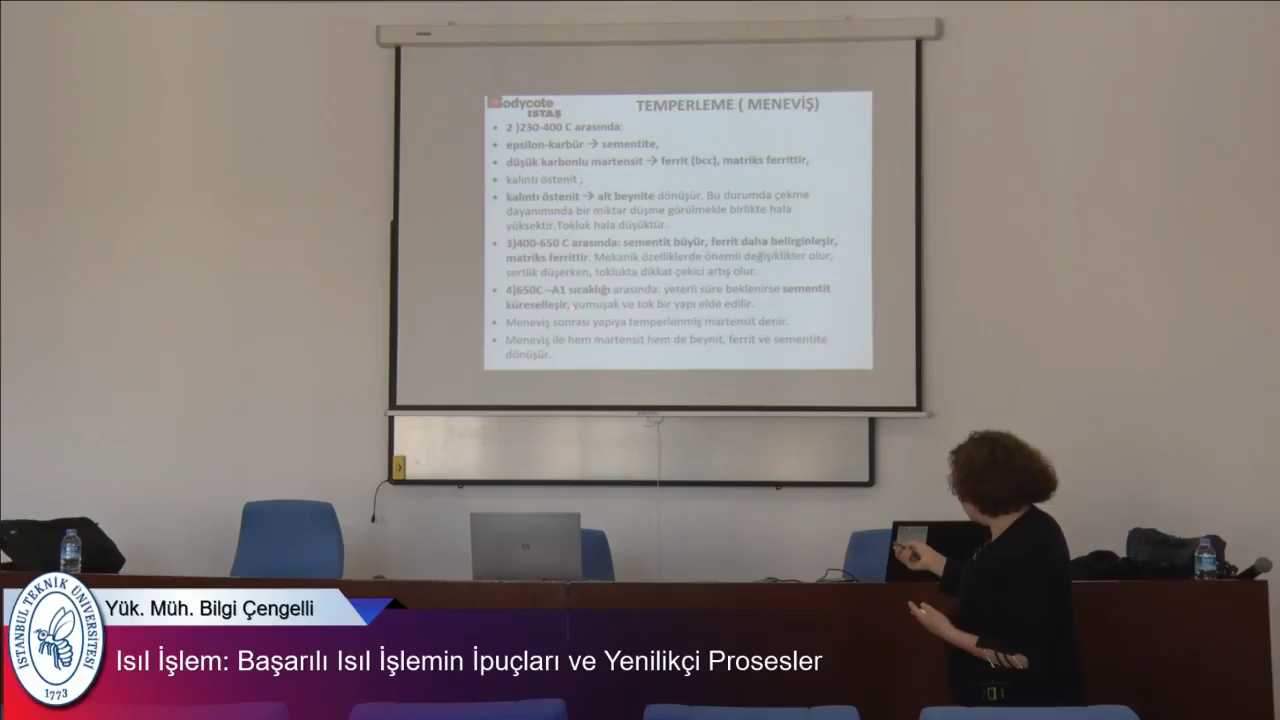 Bodycote
ISTAŞ
TEMPERLEME ( MENEVİŞ)
• 2 )230-400 C arasında:
• epsilon-karbür → sementite,
• düşük karbonlu martensit → ferrit (bcc), matriks ferrittir,
• kalıntı östenit ;
• kalıntı östenit → alt beynite dönüşür. Bu durumda çekme
dayanımında bir miktar düşme görülmekle birlikte hala
yüksektir.Tokluk hala düşüktür.
• 3)400-650 C arasında: sementit büyür, ferrit daha belirginleşir,
matriks ferrittir. Mekanik özelliklerde önemli değişiklikler olur,
sertlik düşerken, toklukta dikkat çekici artış olur.
• 4)650C –A1 sıcaklığı arasında: yeterli süre beklenirse sementit
küreselleşir, yumuşak ve tok bir yapı elde edilir.
• Meneviş sonrası yapıya temperlenmiş martensit denir.
• Meneviş ile hem martensit hem de beynit, ferrit ve sementite
dönüşür.
Yük. Müh. Bilgi Çengelli
Isıl İşlem: Başarılı Isıl İşlemin İpuçları ve Yenilikçi Prosesler
İSTANBUL TEKNİK ÜNİVERSİTESİ
1773